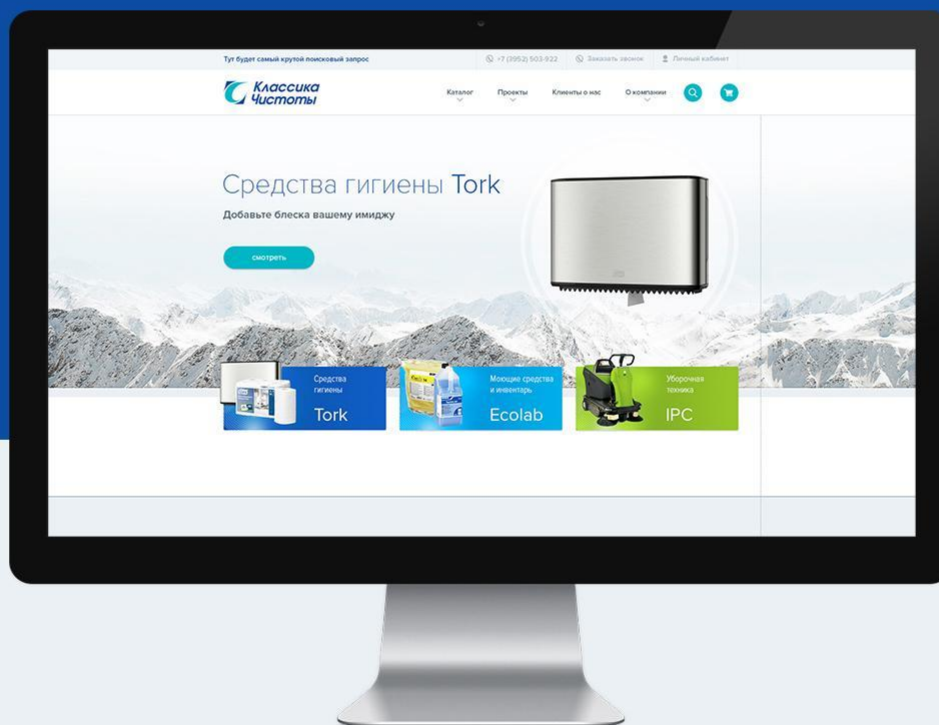 Тут будет самый крутой поисковый запрос
+7 (3952) 503-922
Заказать звонок
Личный кабинет
Классика
Чистоты
Каталог
Проекты
Клиенты о нас
О компании
Средства гигиены Tork
Добавьте блеска вашему имиджу
смотреть
Средства
гигиены
Tork
Моющие средства
и инвентарь
Ecolab
Уборочная
техника
IPC